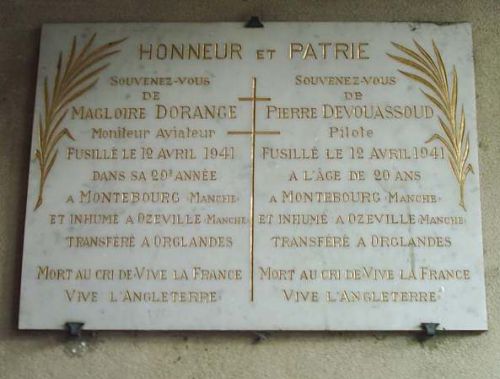 HONNEUR ET PATRIE
SOUVENEZ-VOUS
DE
MAGLOIRE DORANGE
MONITEUR AVIATEUR
FUSILLÉ LE 12 AVRIL 1941
DANS SA 20E ANNÉE
A MONTEBOURG (MANCHE)
ET INHUMÉ A OZEVILLE (MANCHE)
TRANSFÉRÉ A ORGLANDES
MORT AU CRI DE "VIVE LA FRANCE
VIVE L'ANGLETERRE"
SOUVENEZ-VOUS
DE
PIERRE DEVOUASSOUD
PILOTE
FUSILLÉ LE 12 AVRIL 1941
A L'ÂGE DE 20 ANS
A MONTEBOURG (MANCHE)
ET INHUMÉ A OZEVILLE (MANCHE)
TRANSFÉRÉ A ORGLANDES
MORT AU CRI DE "VIVE LA FRANCE
VIVE L'ANGLETERRE"